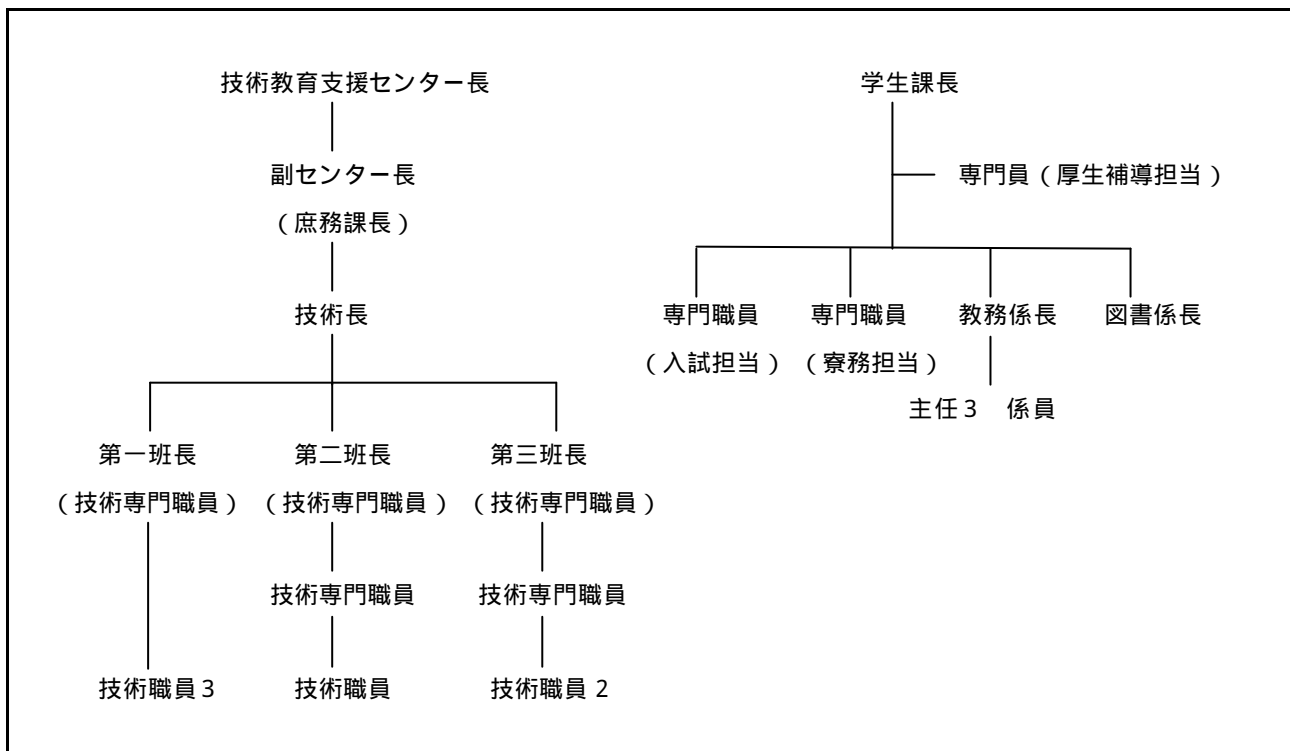 技術教育支援センター長
副センター長
（庶務課長）
技術長
第一班長 第二班長 第三班長
（技術専門職員） （技術専門職員） （技術専門職員）
技術専門職員 技術専門職員
技術職員３ 技術職員 技術職員２
学生課長
専門員（厚生補導担当）
専門職員 専門職員 教務係長 図書係長
（入試担当） （寮務担当）
主任３ 係員